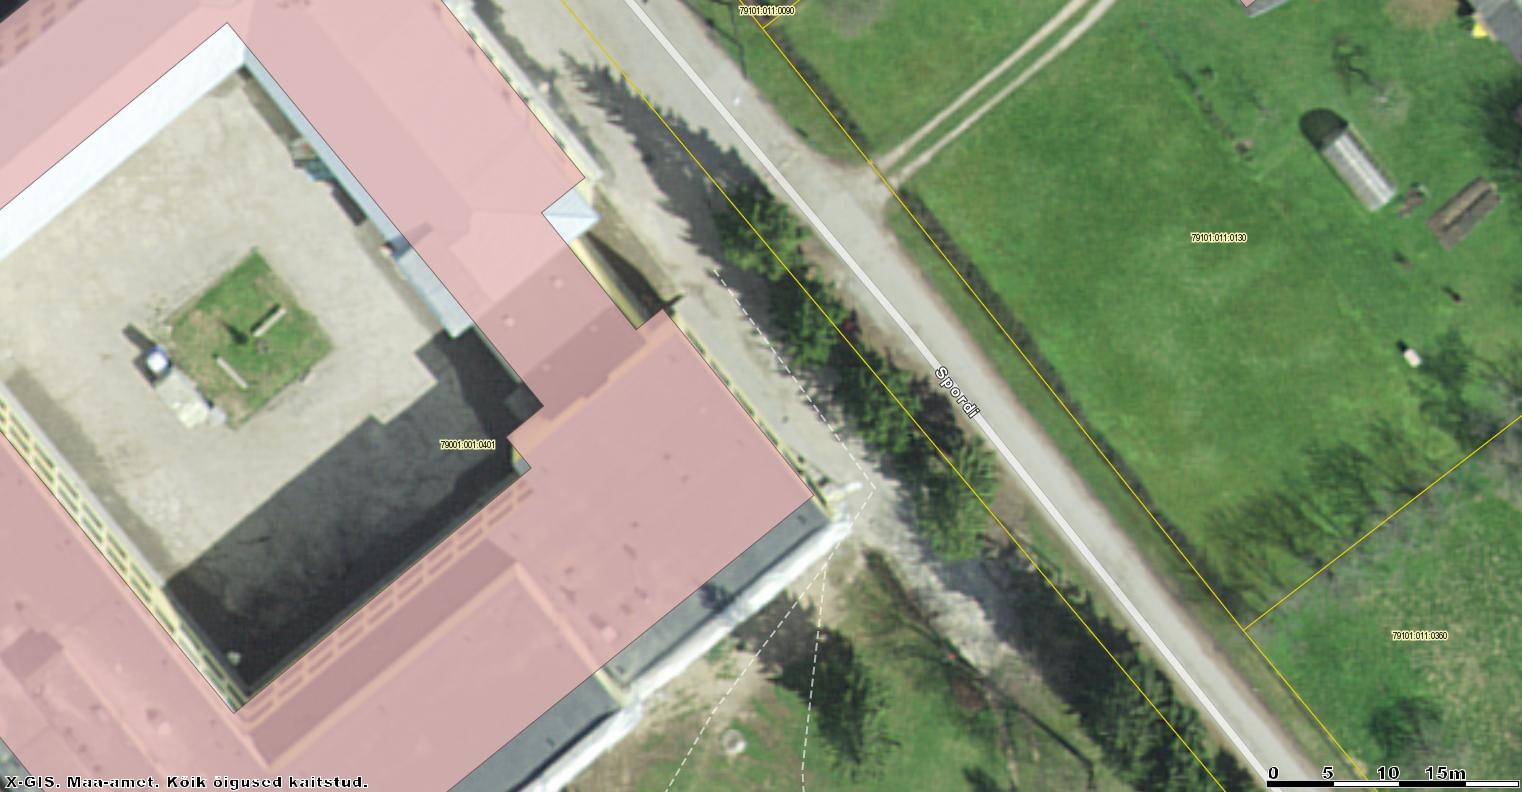 79101:011:0090
79101:011:0130
Spordi
79001:001:0401
79101:011:0360
X-GIS. Maa-amet. Kõik õigused kaitstud.
0 5 10 15m